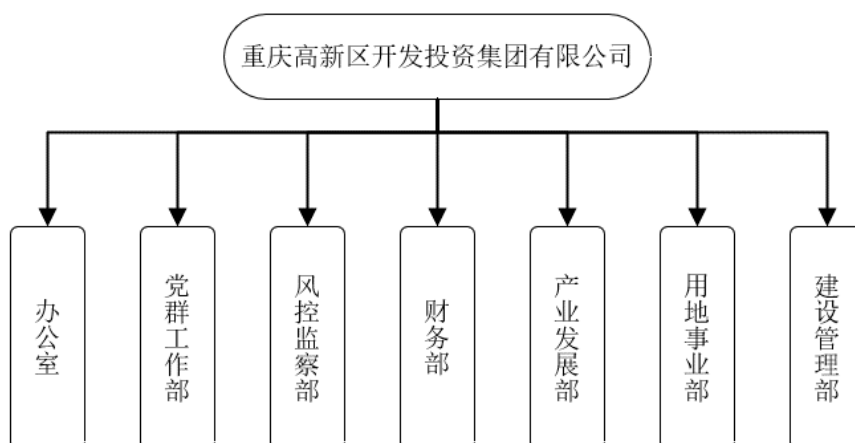 重庆高新区开发投资集团有限公司
办公室
党群工作部
风控监察部
财务部
产业发展部
用地事业部
建设管理部